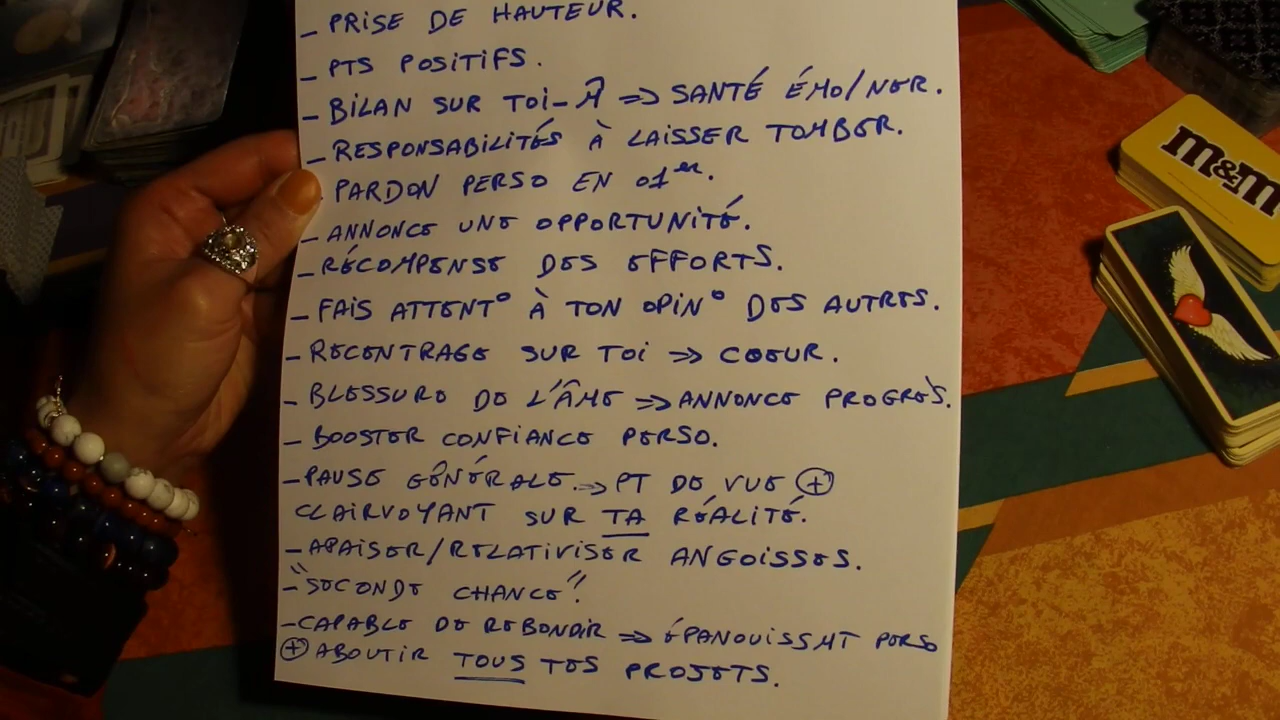 - PRISE DE HAUTEUR.
- PTS POSITIFS.
- BILAN SUR TOI-M̂ => SANTÉ ÉMO/NER.
- RESPONSABILITÉS À LAISSER TOMBER.
- PARDON PERSO EN 01er.
- ANNONCE UNE OPPORTUNITÉ.
- RÉCOMPENSE DES EFFORTS.
- FAIS ATTENT° À TON OPIN° DES AUTRES.
- RECENTRAGE SUR TOI => COEUR.
- BLESSURE DE L'ÂME => ANNONCE PROGRÈS.
- BOOSTER CONFIANCE PERSO.
- PAUSE GÉNÉRALE. => PT DE VUE ⊕
CLAIRVOYANT SUR TA RÉALITÉ.
- APAISER/RELATIVISER ANGOISSES.
- "SECONDE CHANCE".
- CAPABLE DE REBONDIR => ÉPANOUISSMT PERSO
⊕ ABOUTIR TOUS TES PROJETS.
M&M